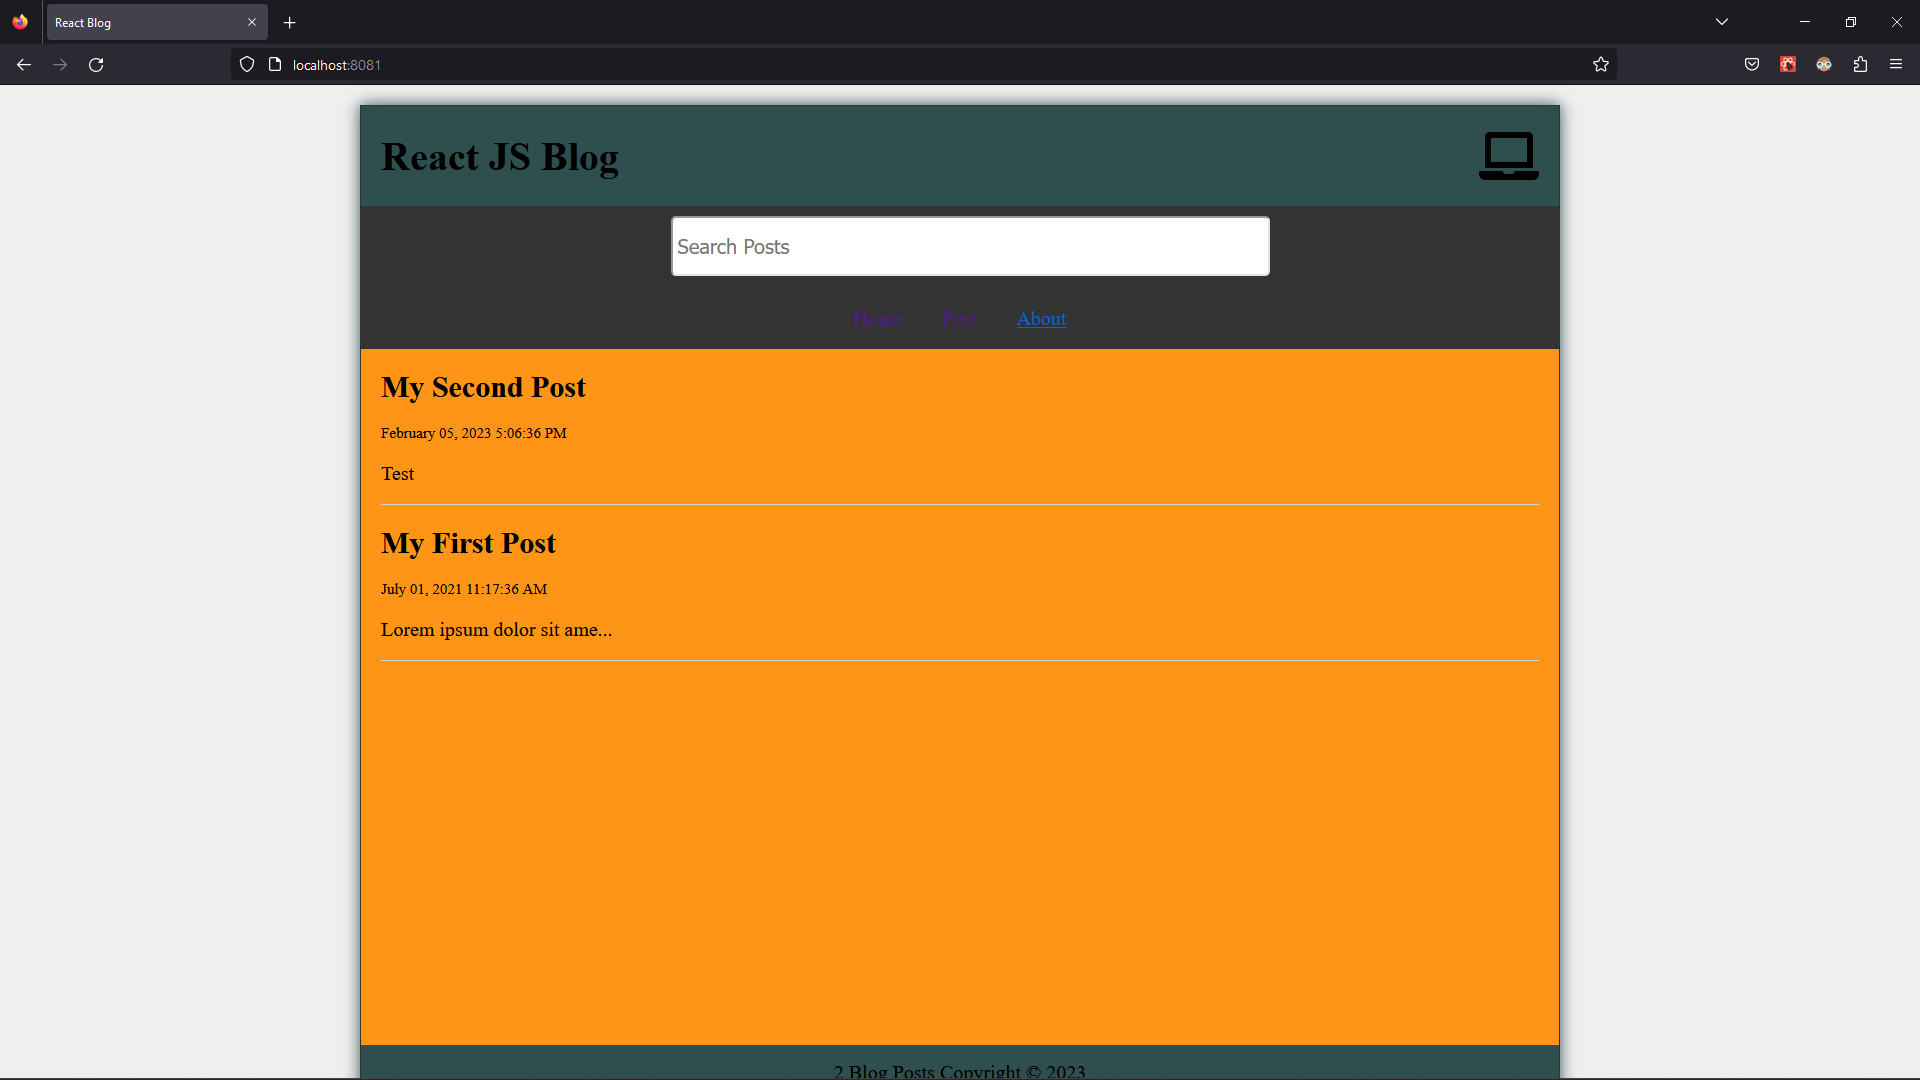 React Blog
localhost:8081
React JS Blog
Search Posts
Home Post About
My Second Post
February 05, 2023 5:06:36 PM
Test
My First Post
July 01, 2021 11:17:36 AM
Lorem ipsum dolor sit ame...
2 Blog Posts Copyright © 2023